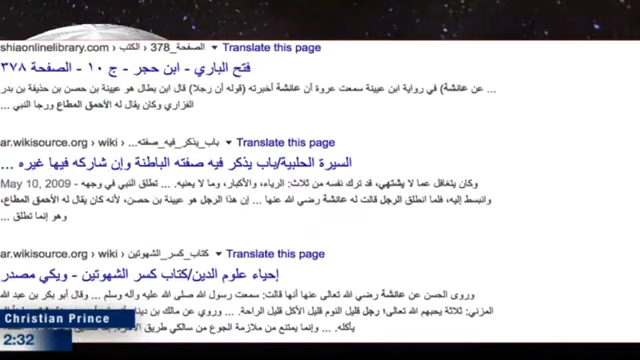 shiaonlinelibrary.com › الكتب › الصفحة_378 ▾ Translate this page
فتح الباري - ابن حجر - ج ١٠ - الصفحة ٣٧٨
... عن عائشة) في رواية ابن عيينة سمعت عروة أن عائشة أخبرته (قوله أن رجلا) قال ابن بطال هو عيينة بن حصن بن حذيفة بن بدر
الفزاري وكان يقال له الأحمق المطاع ورجا النبي ...
ar.wikisource.org › wiki › باب_يذكر_فيه_صفته... ▾ Translate this page
السيرة الحلبية/باب يذكر فيه صفته الباطنة وإن شاركه فيها غيره ...
May 10, 2009 - وكان يتغافل عما لا يشتهي، قد ترك نفسه من ثلاث: الرياء، والأكبار، وما لا يعنيه. ... تطلق النبي في وجهه
وانبسط إليه، فلما انطلق الرجل قالت له عائشة رضي الله عنها ... إن هذا الرجل هو عيينة بن حصن، لأنه كان يقال له الأحمق المطاع،
وهو إنما تطلق ...
ar.wikisource.org › wiki › كتاب_كسر_الشهوتين ▾ Translate this page
إحياء علوم الدين/كتاب كسر الشهوتين - ويكي مصدر
وروى الحسن عن عائشة رضي الله تعالى عنها أنها قالت: سمعت رسول الله صلى الله عليه وآله وسلم ... وقال أبو بكر بن عبد الله
المزني: ثلاثة يحبهم الله تعالى؛ رجل قليل النوم قليل الأكل قليل الراحة. ... وروي عن مالك بن
يأكله. ... وإنما يمتنع من ملازمة الجوع من سالكي طريق
Christian Prince
2:32